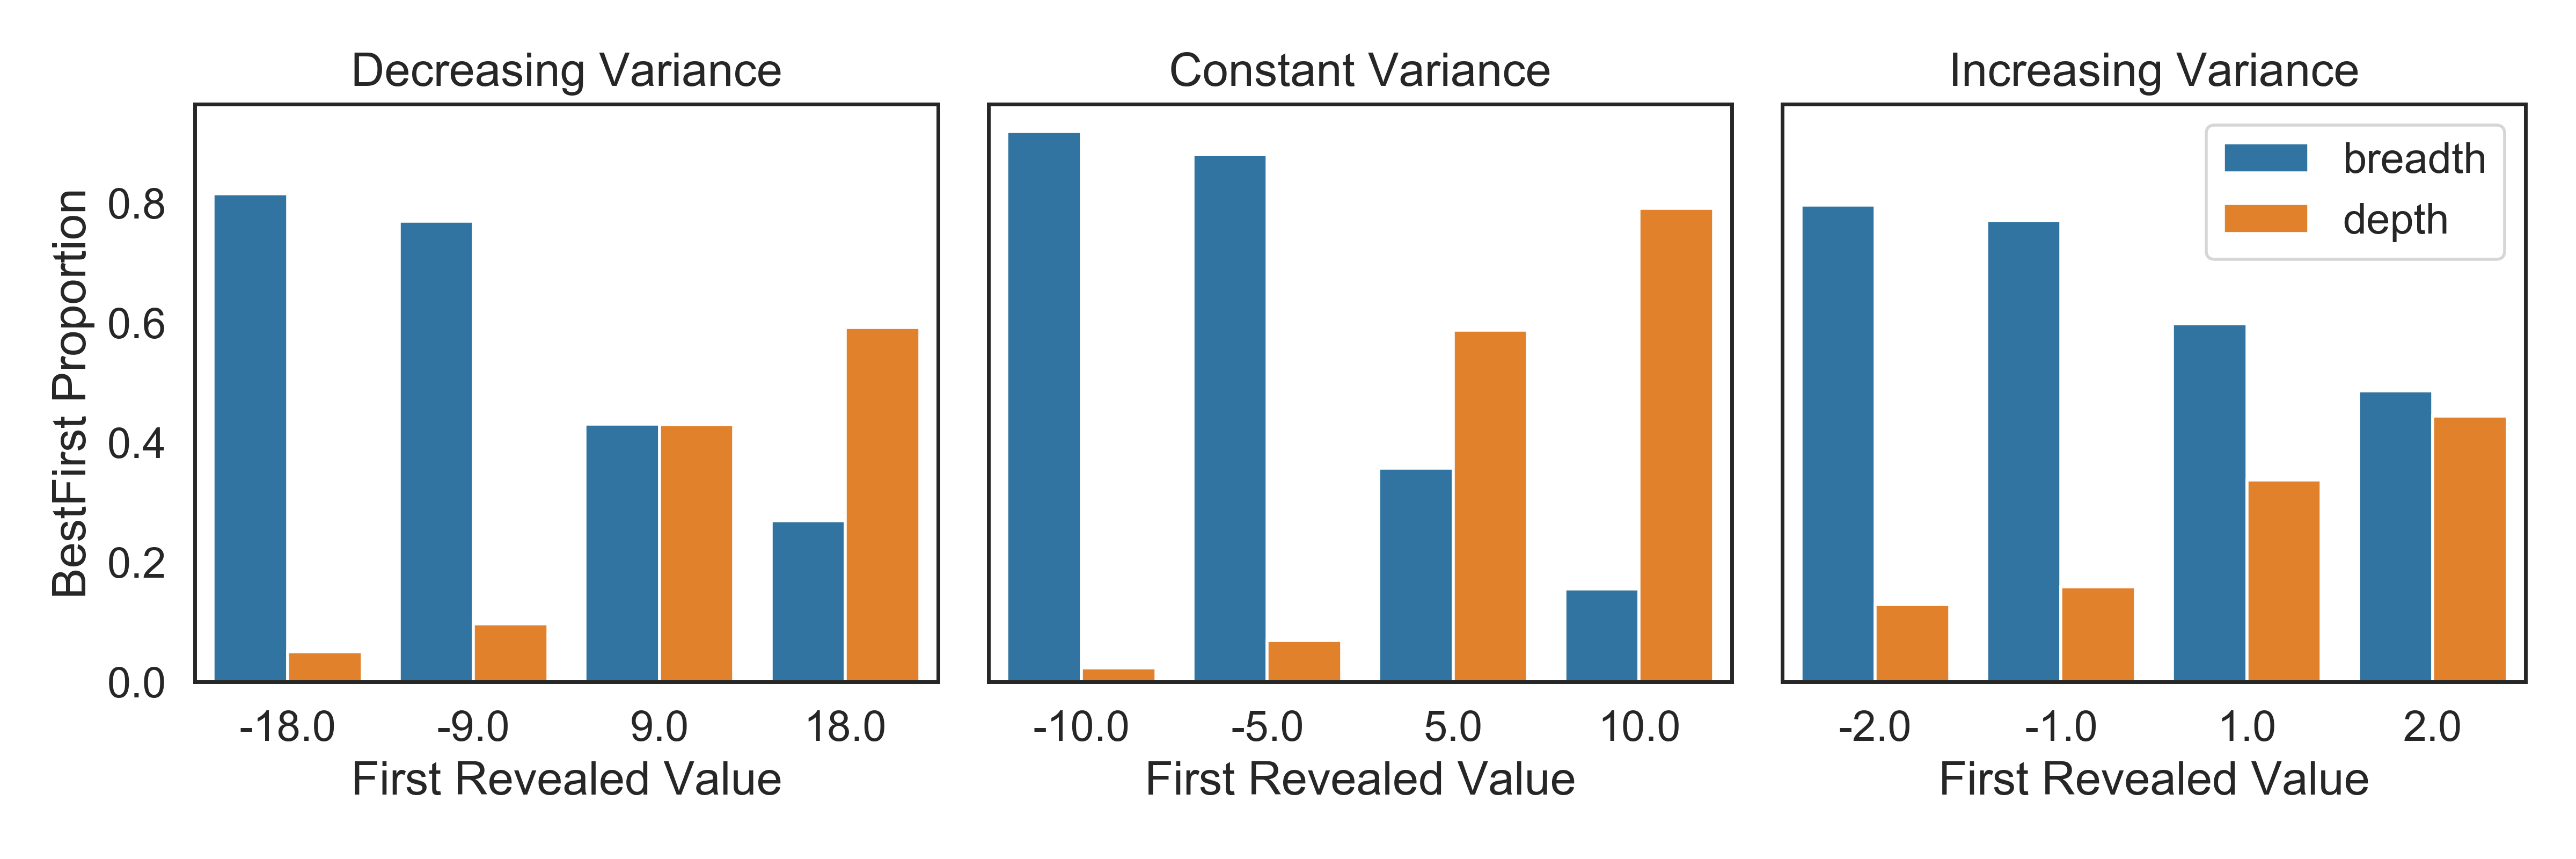 Decreasing Variance
Constant Variance
Increasing Variance
breadth
depth
BestFirst Proportion
0.8
0.6
0.4
0.2
0.0
-18.0 -9.0 9.0 18.0
-10.0 -5.0 5.0 10.0
-2.0 -1.0 1.0 2.0
First Revealed Value
First Revealed Value
First Revealed Value